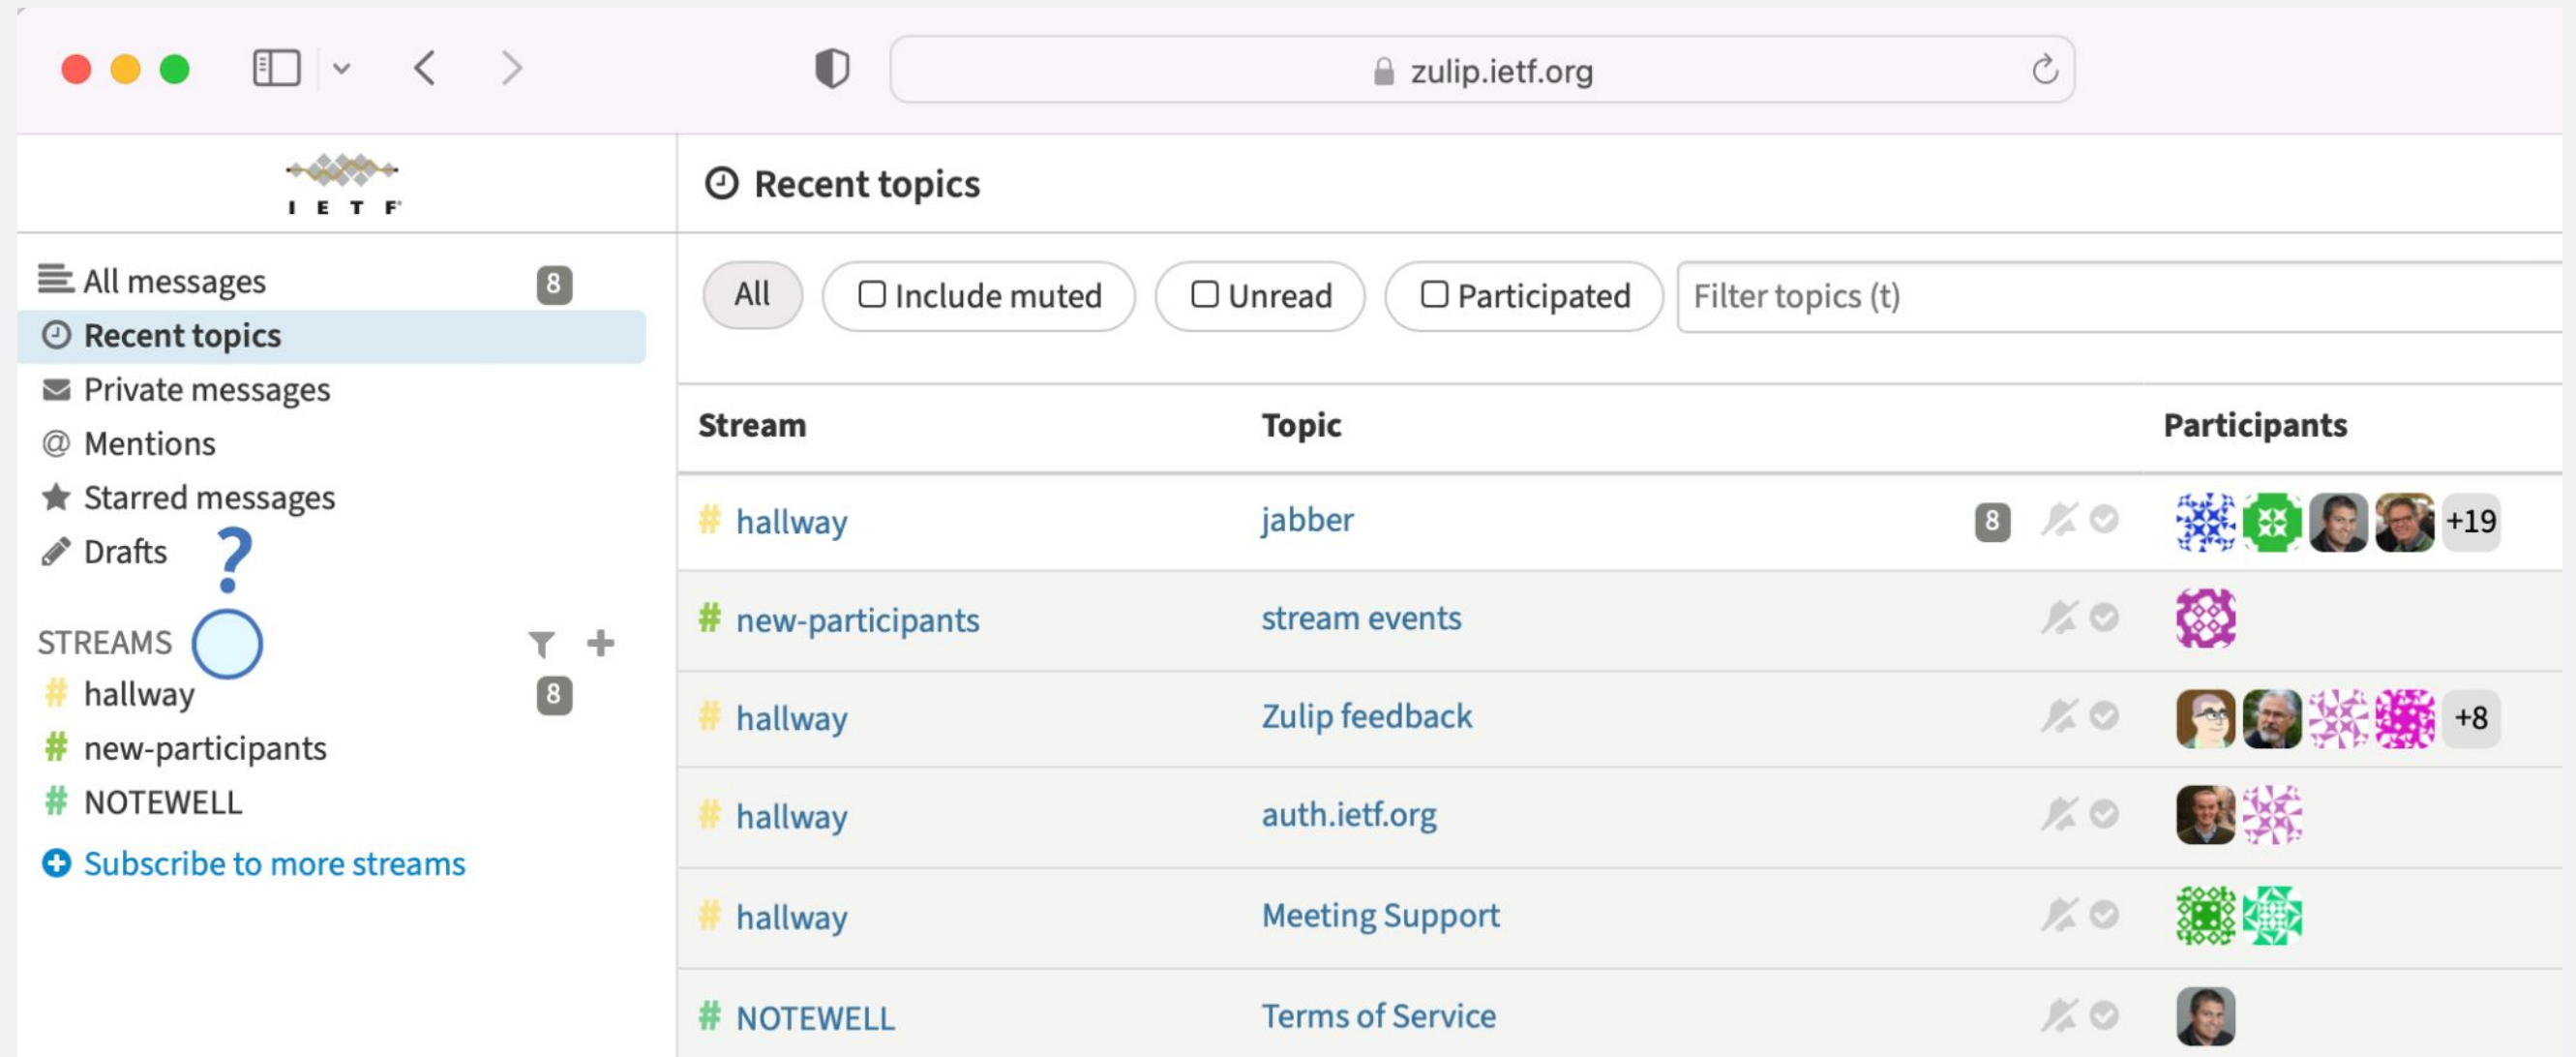 zulip.ietf.org
IETF
All messages 8
Recent topics
Private messages
@ Mentions
Starred messages
Drafts
?
STREAMS
# hallway 8
# new-participants
# NOTEWELL
Subscribe to more streams
Recent topics
All Include muted Unread Participated Filter topics (t)
Stream Topic Participants
# hallway jabber 8 +19
# new-participants stream events
# hallway Zulip feedback +8
# hallway auth.ietf.org
# hallway Meeting Support
# NOTEWELL Terms of Service